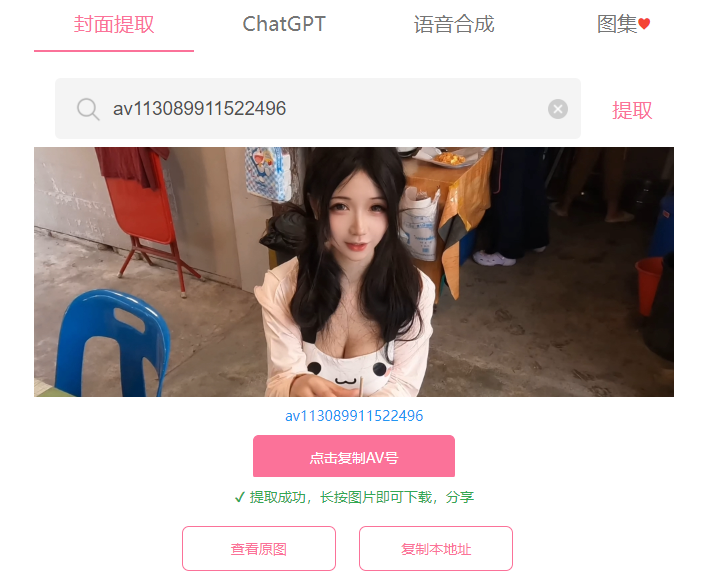 封面提取 ChatGPT 语音合成 图集
av113089911522496 提取
av113089911522496
点击复制AV号
✓ 提取成功，长按图片即可下载，分享
查看原图 复制本地址